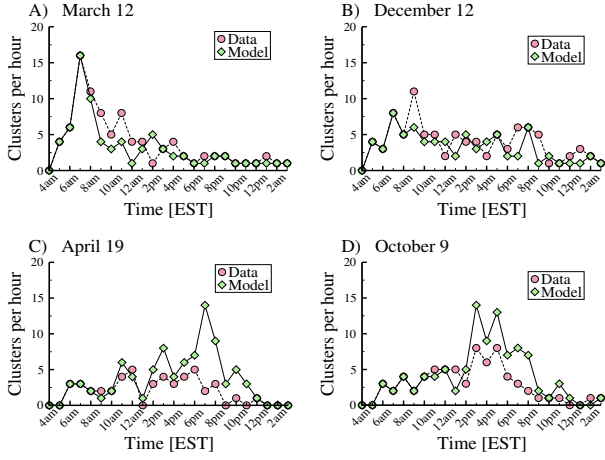 A) March 12
Clusters per hour
20
15
10
5
0
Data
Model
4am 6am 8am 10am 12am 2pm 4pm 6pm 8pm 10pm 12pm 2am
Time [EST]
B) December 12
Clusters per hour
20
15
10
5
0
Data
Model
4am 6am 8am 10am 12am 2pm 4pm 6pm 8pm 10pm 12pm 2am
Time [EST]
C) April 19
Clusters per hour
20
15
10
5
0
Data
Model
4am 6am 8am 10am 12am 2pm 4pm 6pm 8pm 10pm 12pm 2am
Time [EST]
D) October 9
Clusters per hour
20
15
10
5
0
Data
Model
4am 6am 8am 10am 12am 2pm 4pm 6pm 8pm 10pm 12pm 2am
Time [EST]